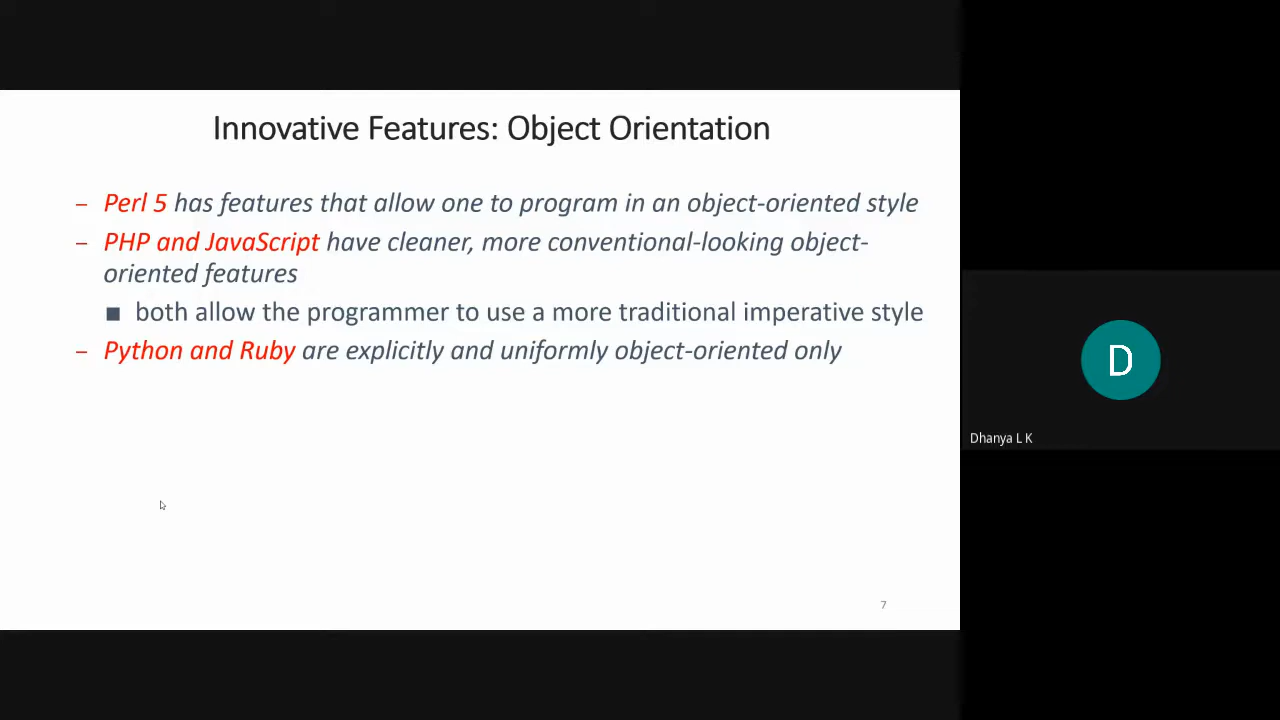 Innovative Features: Object Orientation
– Perl 5 has features that allow one to program in an object-oriented style
– PHP and JavaScript have cleaner, more conventional-looking object-
oriented features
■ both allow the programmer to use a more traditional imperative style
– Python and Ruby are explicitly and uniformly object-oriented only
7
D
Dhanya L K